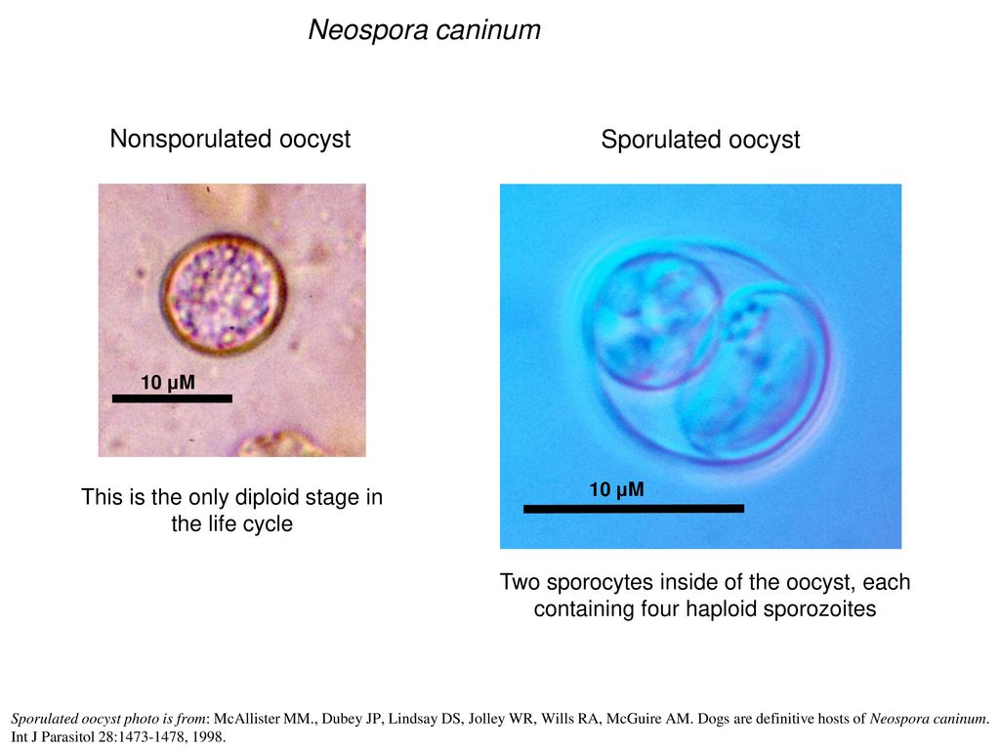 Neospora caninum
Nonsporulated oocyst
Sporulated oocyst
10 µM
10 µM
This is the only diploid stage in
the life cycle
Two sporocytes inside of the oocyst, each
containing four haploid sporozoites
Sporulated oocyst photo is from: McAllister MM., Dubey JP, Lindsay DS, Jolley WR, Wills RA, McGuire AM. Dogs are definitive hosts of Neospora caninum.
Int J Parasitol 28:1473-1478, 1998.